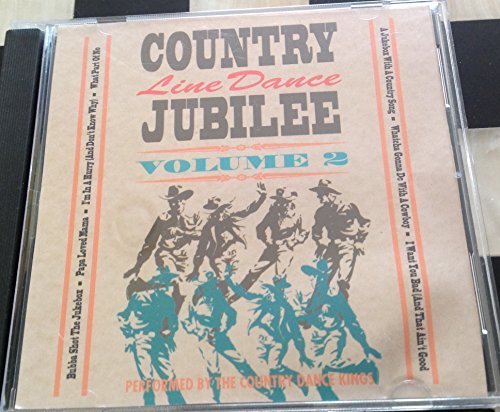 COUNTRY
Line Dance
JUBILEE
VOLUME 2
Bubba Shot The Jukebox = Papa Loved Mama = I'm In A Hurry (And Don't Know Why) = What Part Of No
A Jukebox With A Country Song = Whatcha Gonna Do With A Cowboy = I Want You Bad (And That Ain't Good)
PERFORMED BY THE COUNTRY DANCE KINGS